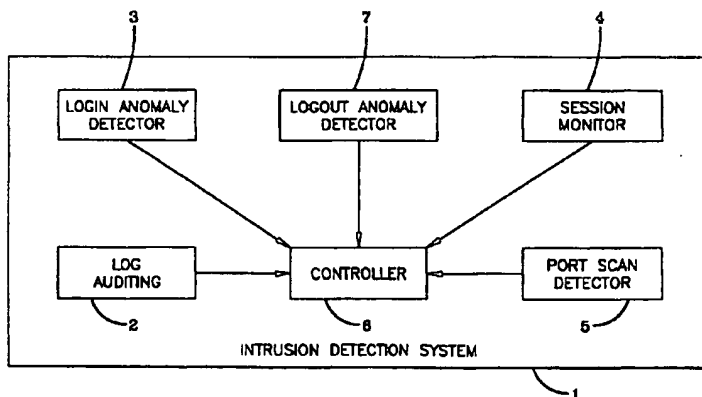 3
7
4
LOGIN ANOMALY
DETECTOR
LOGOUT ANOMALY
DETECTOR
SESSION
MONITOR
LOG
AUDITING
CONTROLLER
PORT SCAN
DETECTOR
2
6
5
INTRUSION DETECTION SYSTEM
1